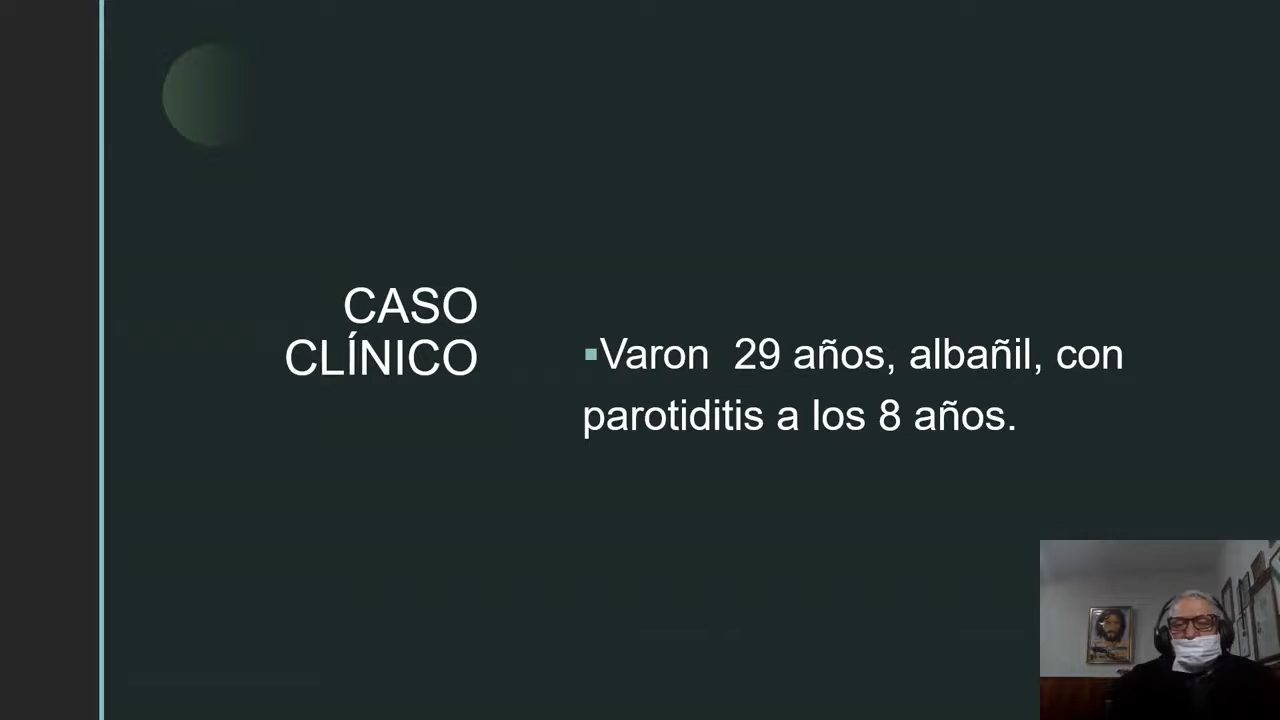 CASO
CLÍNICO
▪Varon  29 años, albañil, con
parotiditis a los 8 años.